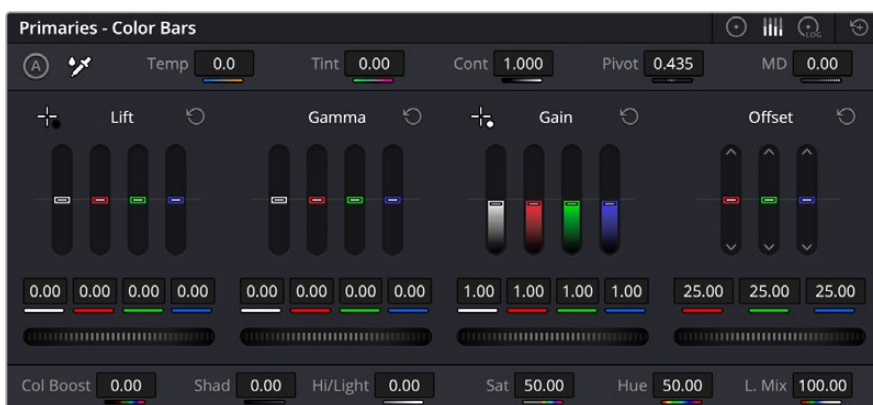 Primaries - Color Bars LOG
A Temp 0.0 Tint 0.00 Cont 1.000 Pivot 0.435 MD 0.00
Lift Gamma Gain Offset
0.00 0.00 0.00 0.00 0.00 0.00 0.00 0.00 1.00 1.00 1.00 1.00 25.00 25.00 25.00
Col Boost 0.00 Shad 0.00 Hi/Light 0.00 Sat 50.00 Hue 50.00 L. Mix 100.00